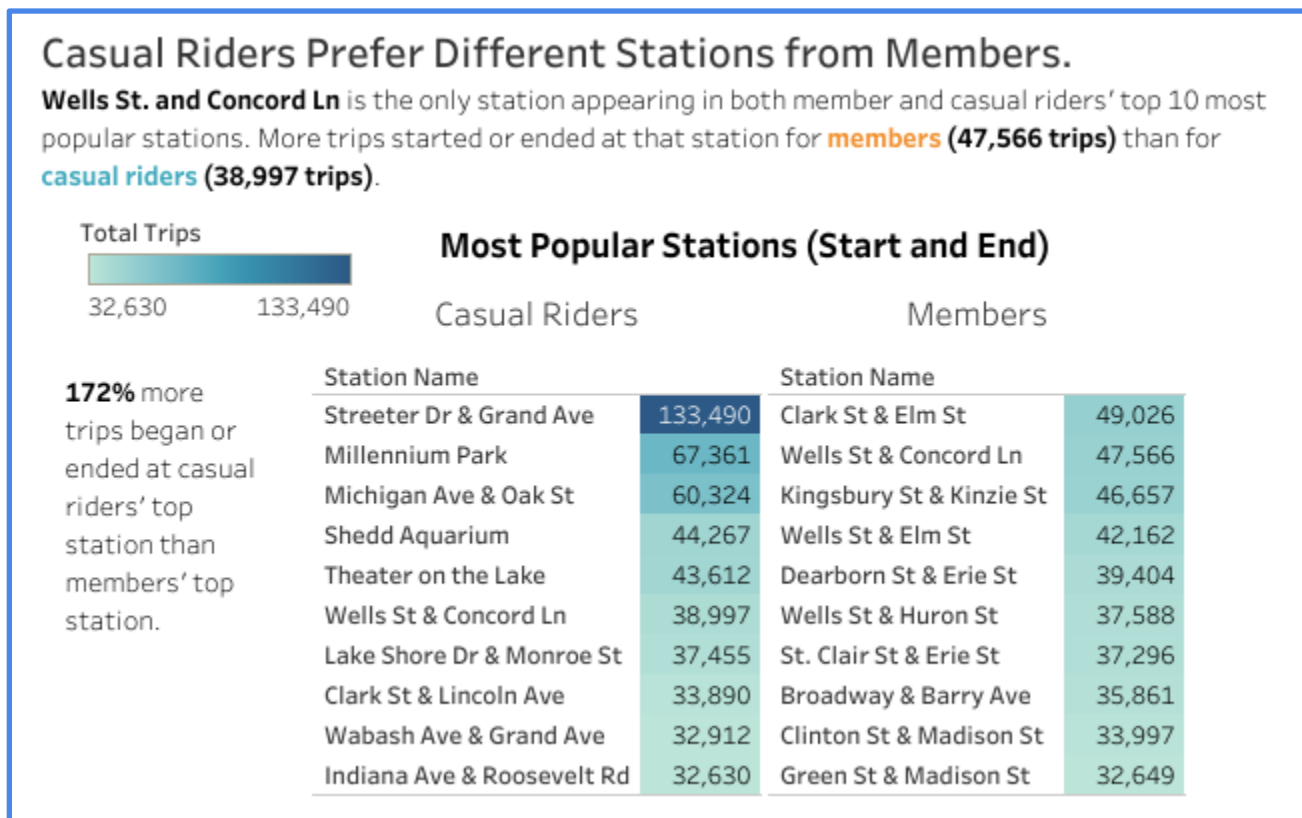 Casual Riders Prefer Different Stations from Members.
Wells St. and Concord Ln is the only station appearing in both member and casual riders’ top 10 most
popular stations. More trips started or ended at that station for members (47,566 trips) than for
casual riders (38,997 trips).
Total Trips
32,630 133,490
Most Popular Stations (Start and End)
Casual Riders Members
172% more
trips began or
ended at casual
riders’ top
station than
members’ top
station.
Station Name Station Name
Streeter Dr & Grand Ave 133,490 Clark St & Elm St 49,026
Millennium Park 67,361 Wells St & Concord Ln 47,566
Michigan Ave & Oak St 60,324 Kingsbury St & Kinzie St 46,657
Shedd Aquarium 44,267 Wells St & Elm St 42,162
Theater on the Lake 43,612 Dearborn St & Erie St 39,404
Wells St & Concord Ln 38,997 Wells St & Huron St 37,588
Lake Shore Dr & Monroe St 37,455 St. Clair St & Erie St 37,296
Clark St & Lincoln Ave 33,890 Broadway & Barry Ave 35,861
Wabash Ave & Grand Ave 32,912 Clinton St & Madison St 33,997
Indiana Ave & Roosevelt Rd 32,630 Green St & Madison St 32,649